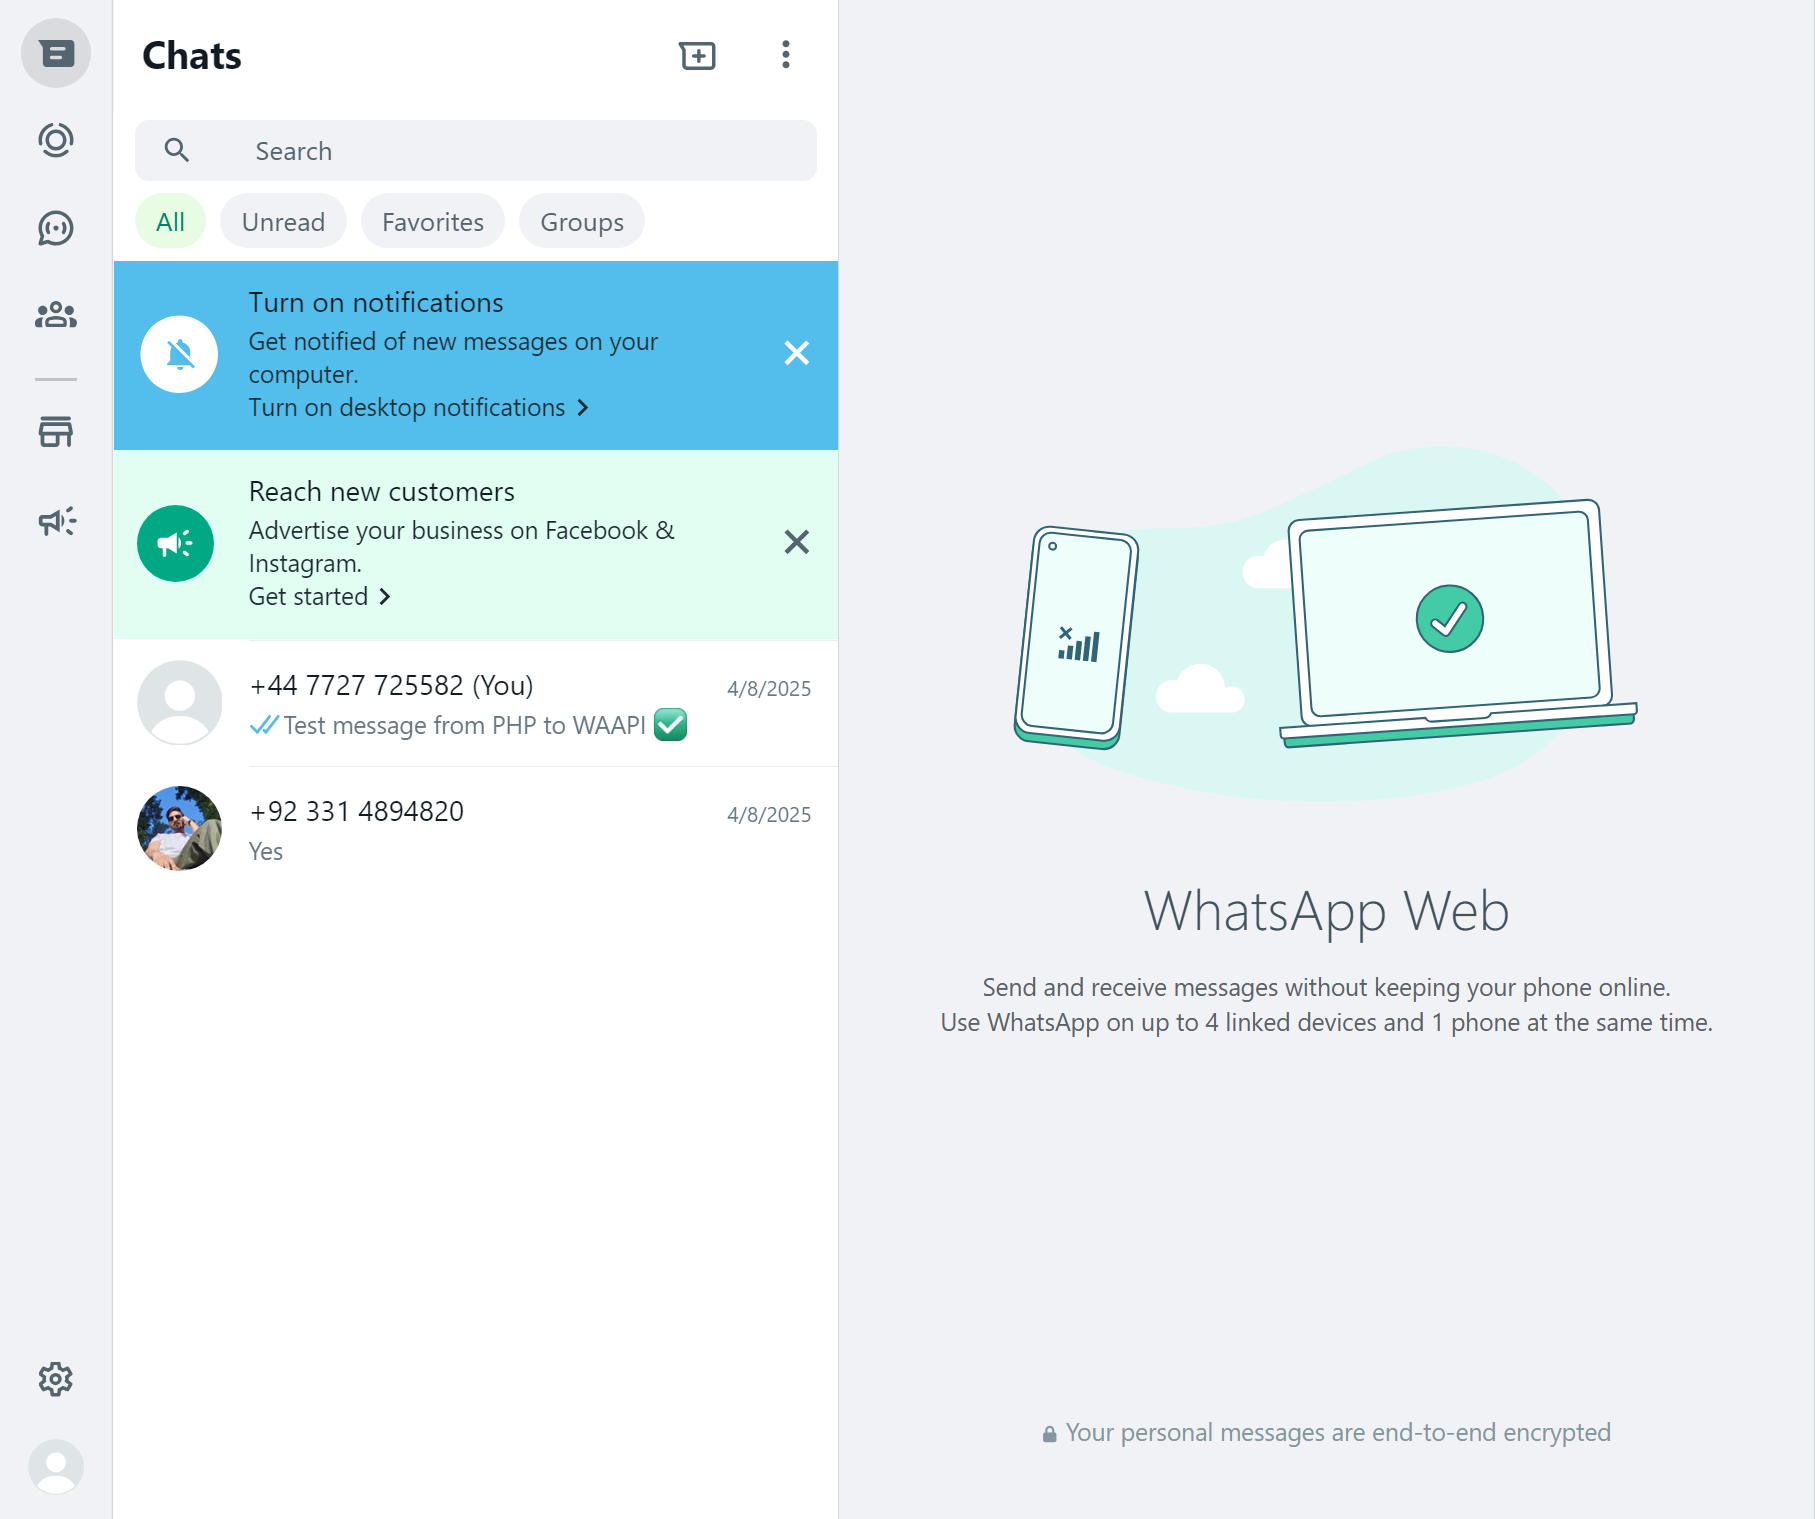 Chats
Search
All
Unread
Favorites
Groups
Turn on notifications
Get notified of new messages on your
computer.
Turn on desktop notifications
Reach new customers
Advertise your business on Facebook &
Instagram.
Get started
+44 7727 725582 (You)
4/8/2025
Test message from PHP to WAAPI ✅
+92 331 4894820
4/8/2025
Yes
WhatsApp Web
Send and receive messages without keeping your phone online.
Use WhatsApp on up to 4 linked devices and 1 phone at the same time.
Your personal messages are end-to-end encrypted